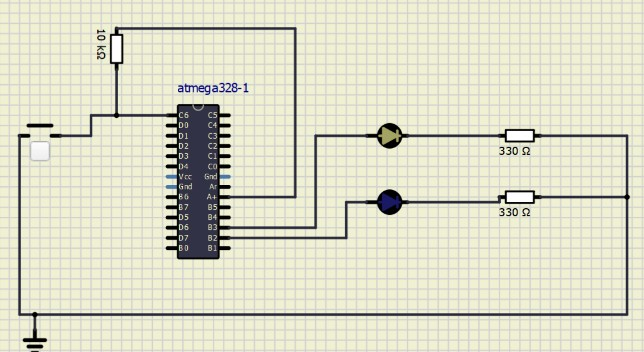 10 kΩ
atmega328-1
C6 C5
D0 C4
D1 C3
D2 C2
D3 C1
D4 C0
Vcc Gnd
Gnd Ar
B6 A+
B7 B5
D5 B4
D6 B3
D7 B2
B0 B1
330 Ω
330 Ω